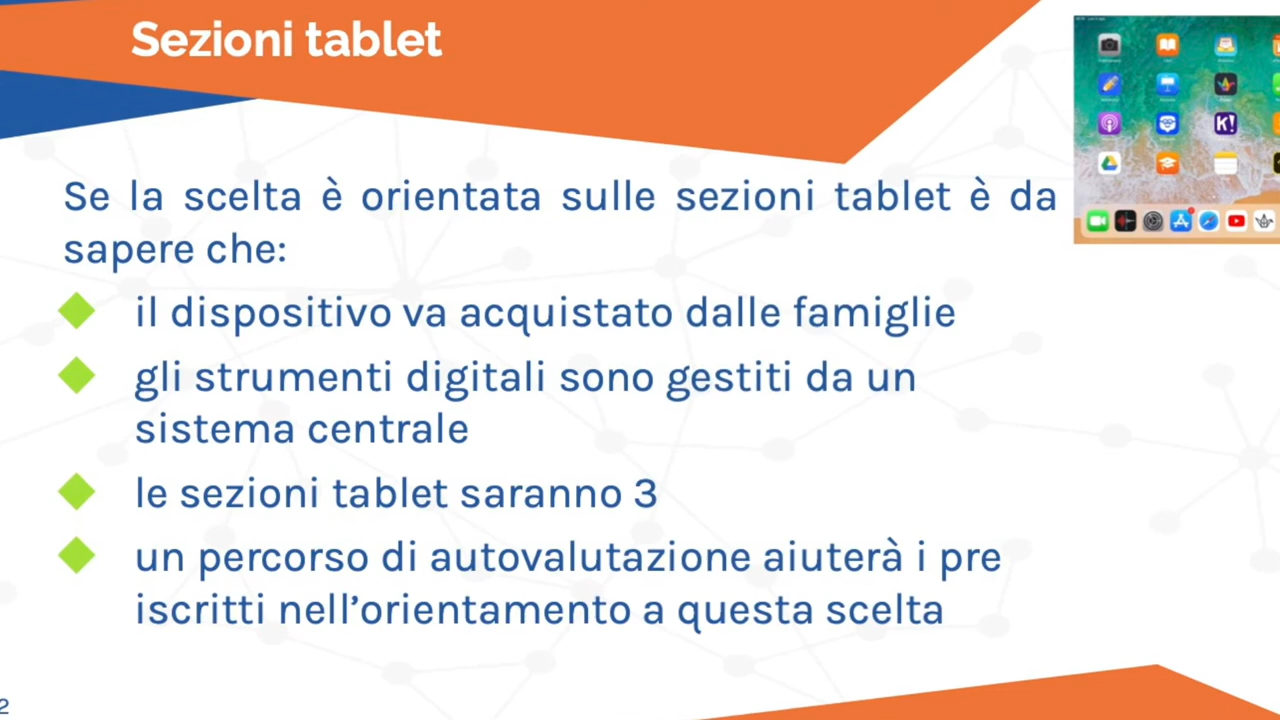 Sezioni tablet
Se la scelta è orientata sulle sezioni tablet è da
sapere che:
il dispositivo va acquistato dalle famiglie
gli strumenti digitali sono gestiti da un
sistema centrale
le sezioni tablet saranno 3
un percorso di autovalutazione aiuterà i pre
iscritti nell'orientamento a questa scelta
K!
2